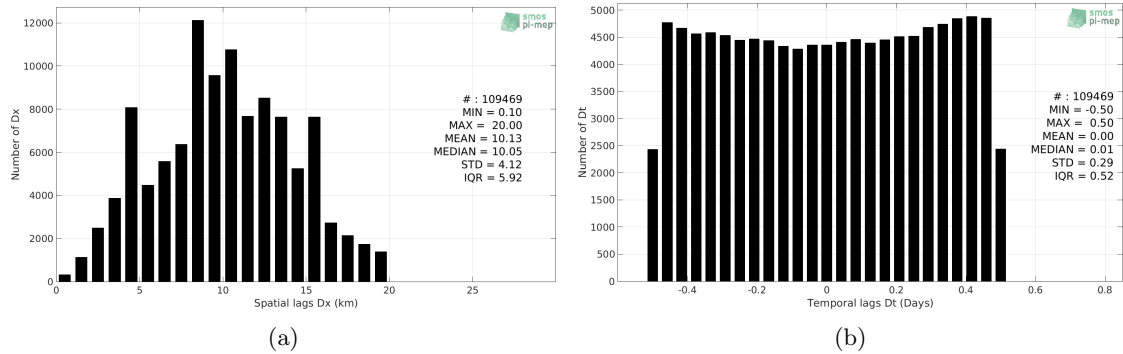 smos
pi-mep
12000
10000
8000
6000
4000
2000
0
Number of Dx
# : 109469
MIN = 0.10
MAX = 20.00
MEAN = 10.13
MEDIAN = 10.05
STD = 4.12
IQR = 5.92
0 5 10 15 20 25
Spatial lags Dx (km)
(a)
smos
pi-mep
5000
4500
4000
3500
3000
2500
2000
1500
1000
500
0
Number of Dt
# : 109469
MIN = -0.50
MAX = 0.50
MEAN = 0.00
MEDIAN = 0.01
STD = 0.29
IQR = 0.52
-0.4 -0.2 0 0.2 0.4 0.6 0.8
Temporal lags Dt (Days)
(b)